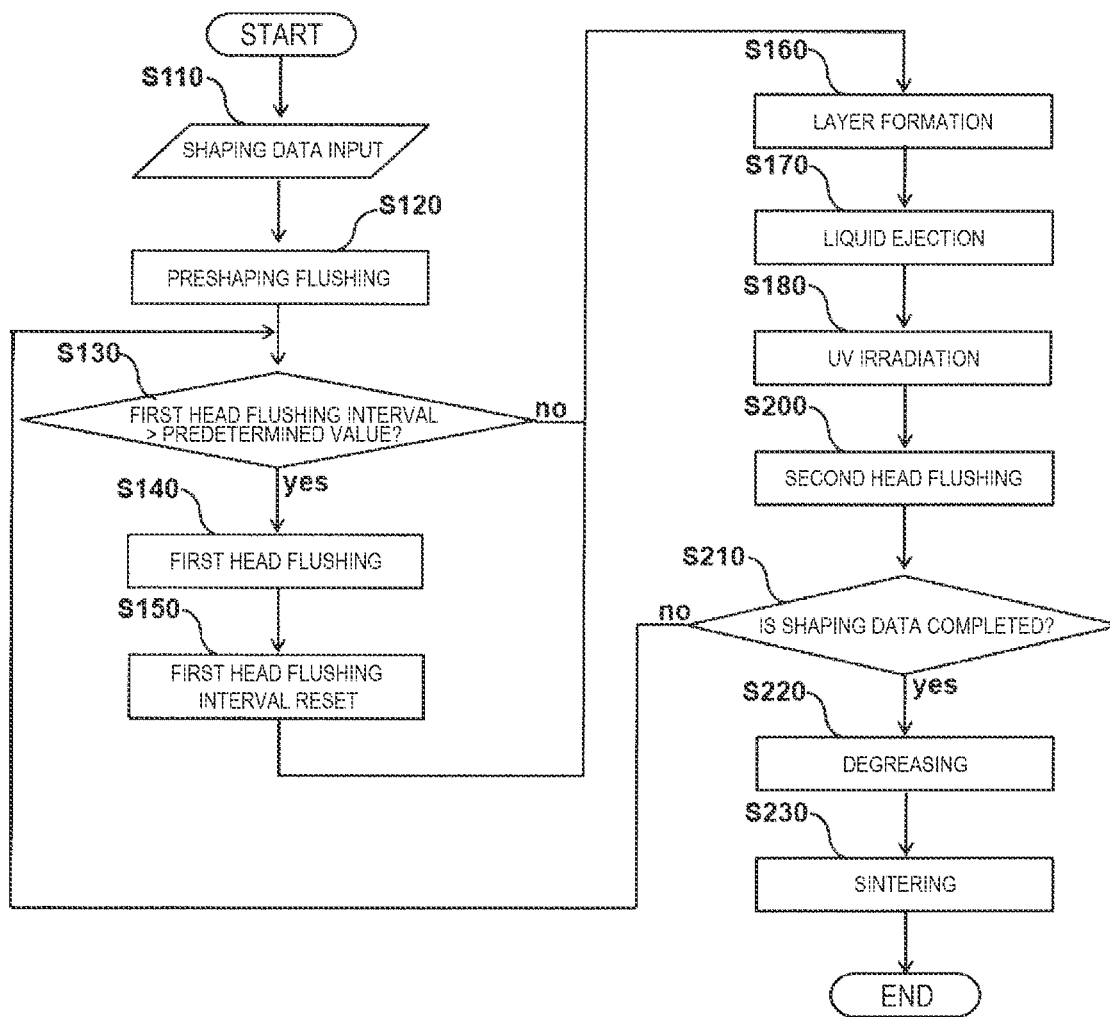 START
S110
SHAPING DATA INPUT
S120
PRESHAPING FLUSHING
S130
FIRST HEAD FLUSHING INTERVAL
> PREDETERMINED VALUE?
no
yes
S140
FIRST HEAD FLUSHING
S150
FIRST HEAD FLUSHING
INTERVAL RESET
S160
LAYER FORMATION
S170
LIQUID EJECTION
S180
UV IRRADIATION
S200
SECOND HEAD FLUSHING
S210
no
IS SHAPING DATA COMPLETED?
yes
S220
DEGREASING
S230
SINTERING
END